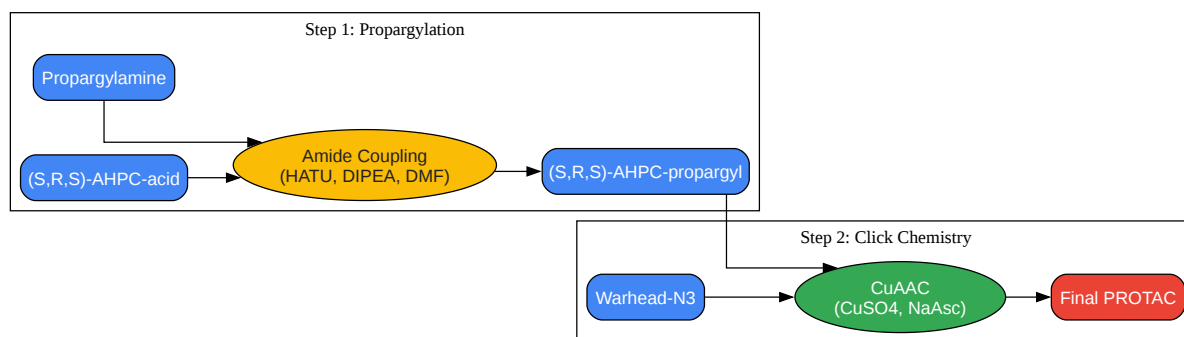 Step 1: Propargylation
Propargylamine
(S,R,S)-AHPC-acid
Amide Coupling
(HATU, DIPEA, DMF)
(S,R,S)-AHPC-propargyl
Step 2: Click Chemistry
Warhead-N3
CuAAC
(CuSO4, NaAsc)
Final PROTAC